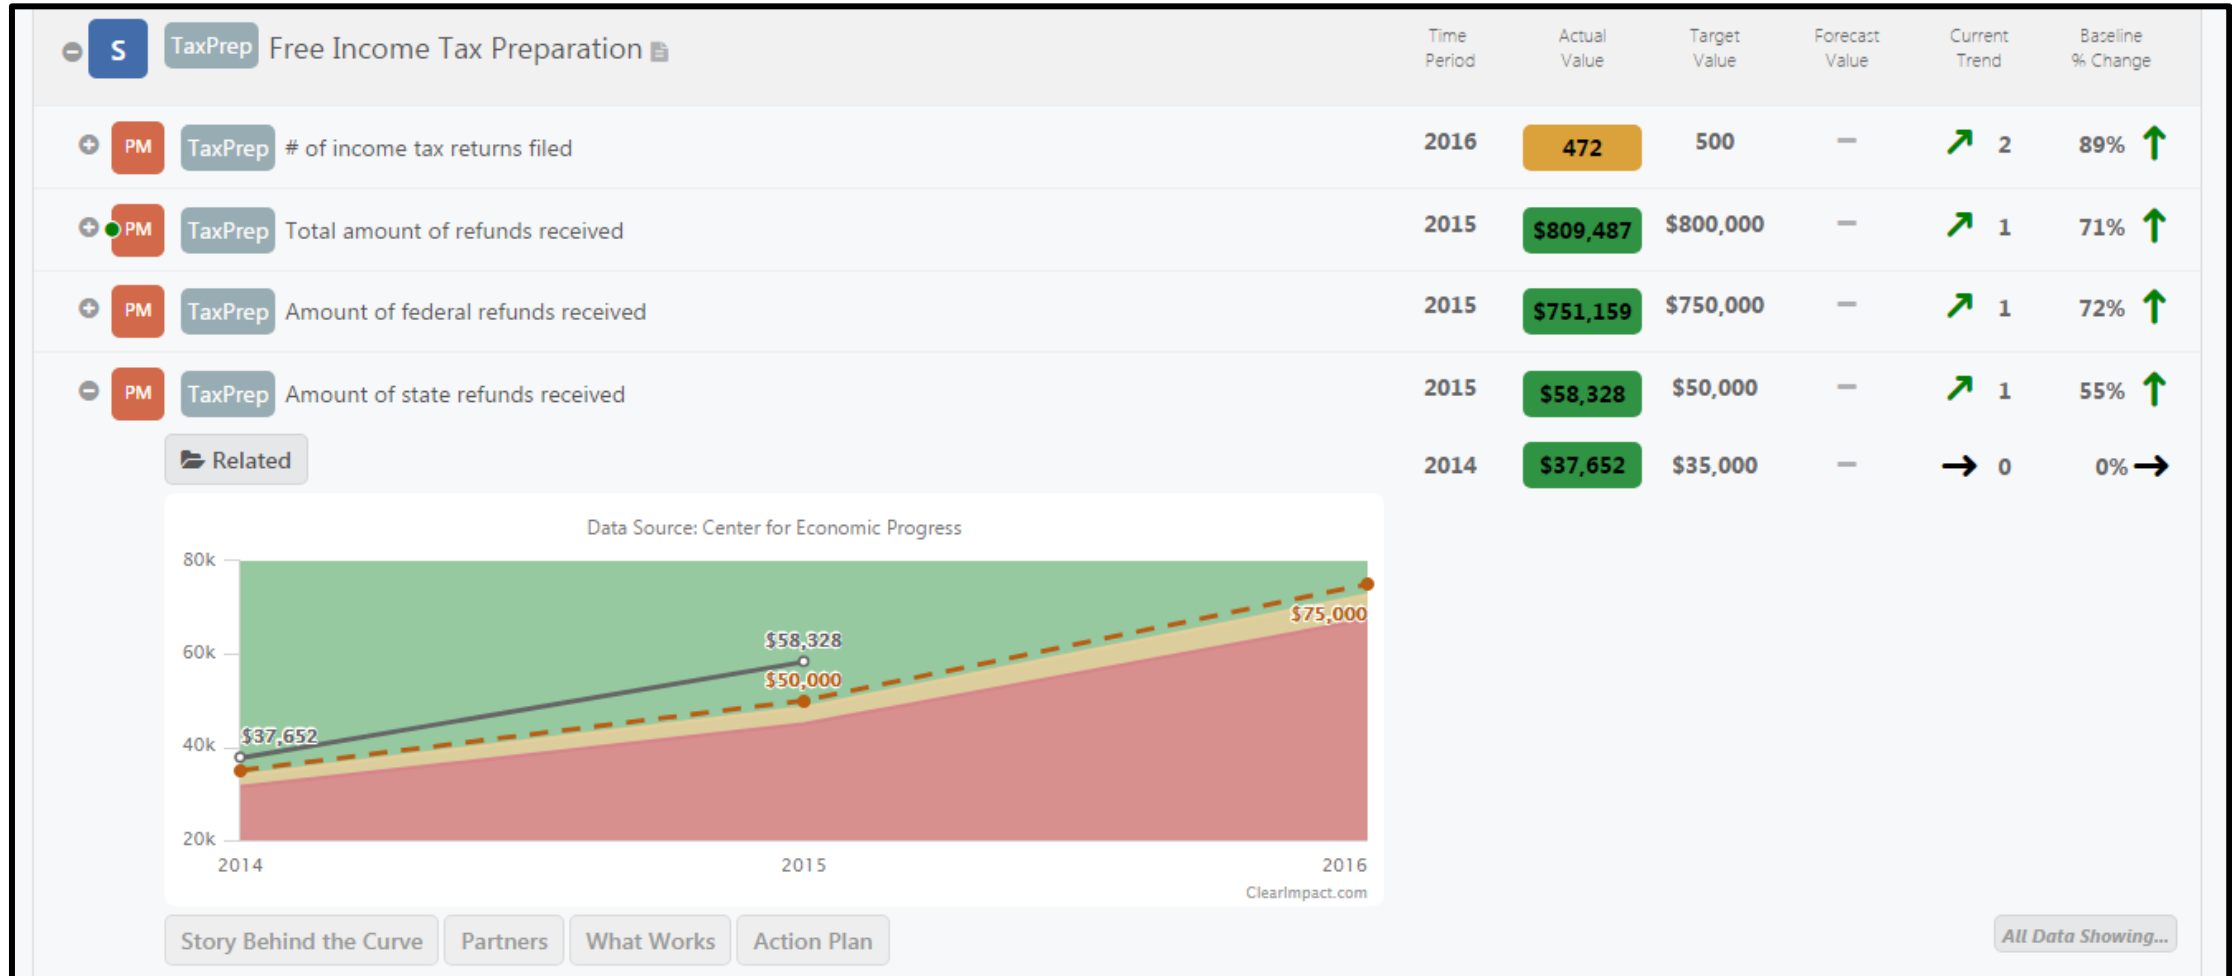 S TaxPrep Free Income Tax Preparation Time Period Actual Value Target Value Forecast Value Current Trend Baseline % Change
PM TaxPrep # of income tax returns filed 2016 472 500 — 2 89%
PM TaxPrep Total amount of refunds received 2015 $809,487 $800,000 — 1 71%
PM TaxPrep Amount of federal refunds received 2015 $751,159 $750,000 — 1 72%
PM TaxPrep Amount of state refunds received 2015 $58,328 $50,000 — 1 55%
Related 2014 $37,652 $35,000 — 0 0%
Data Source: Center for Economic Progress
80k
$58,328
60k
$75,000
$50,000
40k
$37,652
20k
2014 2015 2016
ClearImpact.com
Story Behind the Curve Partners What Works Action Plan All Data Showing...